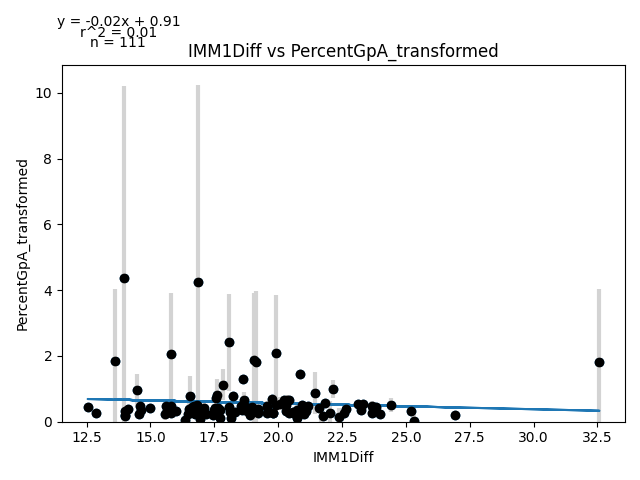 y = -0.02x + 0.91
r^2 = 0.01
n = 111
IMM1Diff vs PercentGpA_transformed
PercentGpA_transformed
10
8
6
4
2
0
12.5 15.0 17.5 20.0 22.5 25.0 27.5 30.0 32.5
IMM1Diff